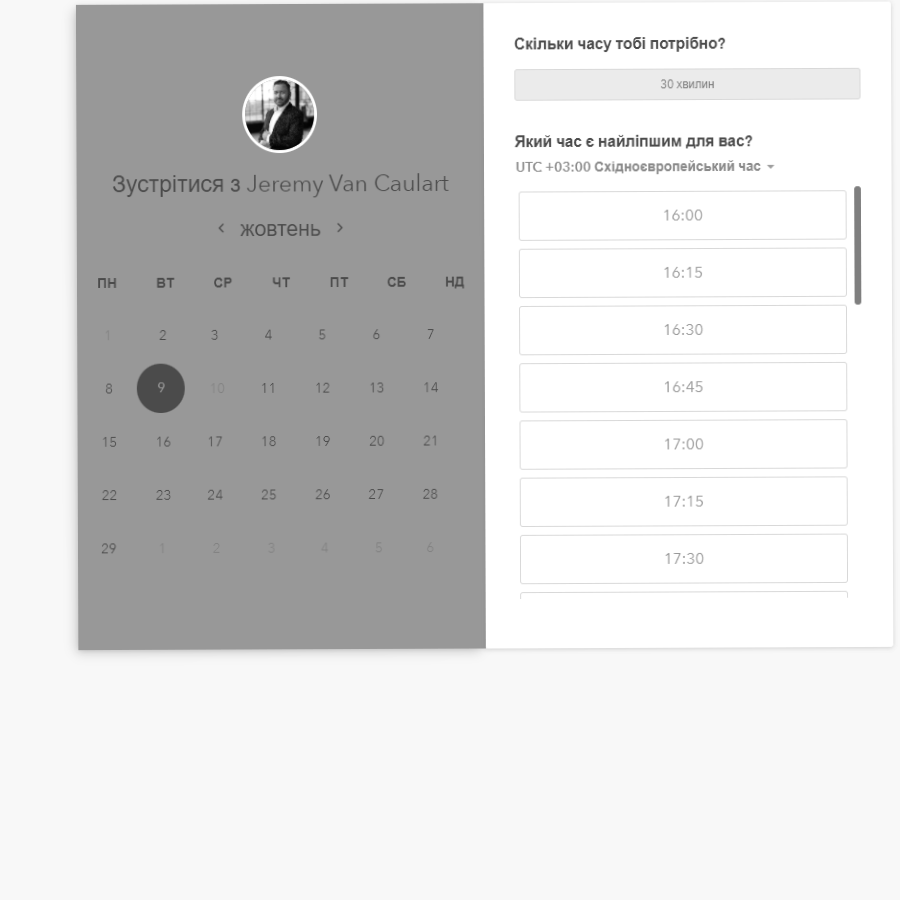 Зустрітися з Jeremy Van Caulart
жовтень
ПН ВТ СР ЧТ ПТ СБ НД
1 2 3 4 5 6 7
8 9 10 11 12 13 14
15 16 17 18 19 20 21
22 23 24 25 26 27 28
29 1 2 3 4 5 6
Скільки часу тобі потрібно?
30 хвилин
Який час є найліпшим для вас?
UTC +03:00 Східноєвропейський час
16:00
16:15
16:30
16:45
17:00
17:15
17:30